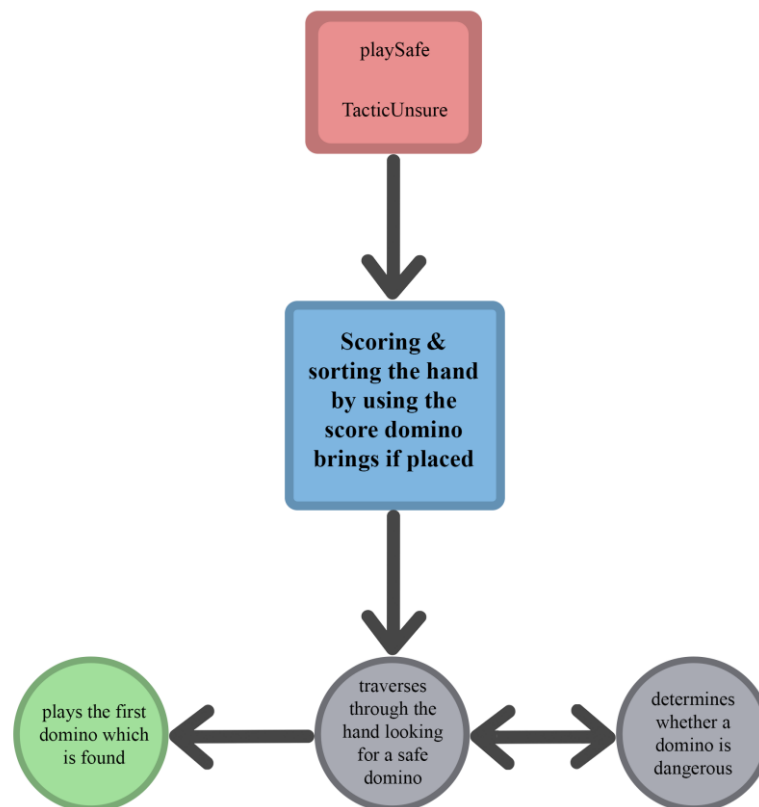 playSafe
TacticUnsure
Scoring &
sorting the hand
by using the
score domino
brings if placed
plays the first
domino which
is found
traverses
through the
hand looking
for a safe
domino
determines
whether a
domino is
dangerous